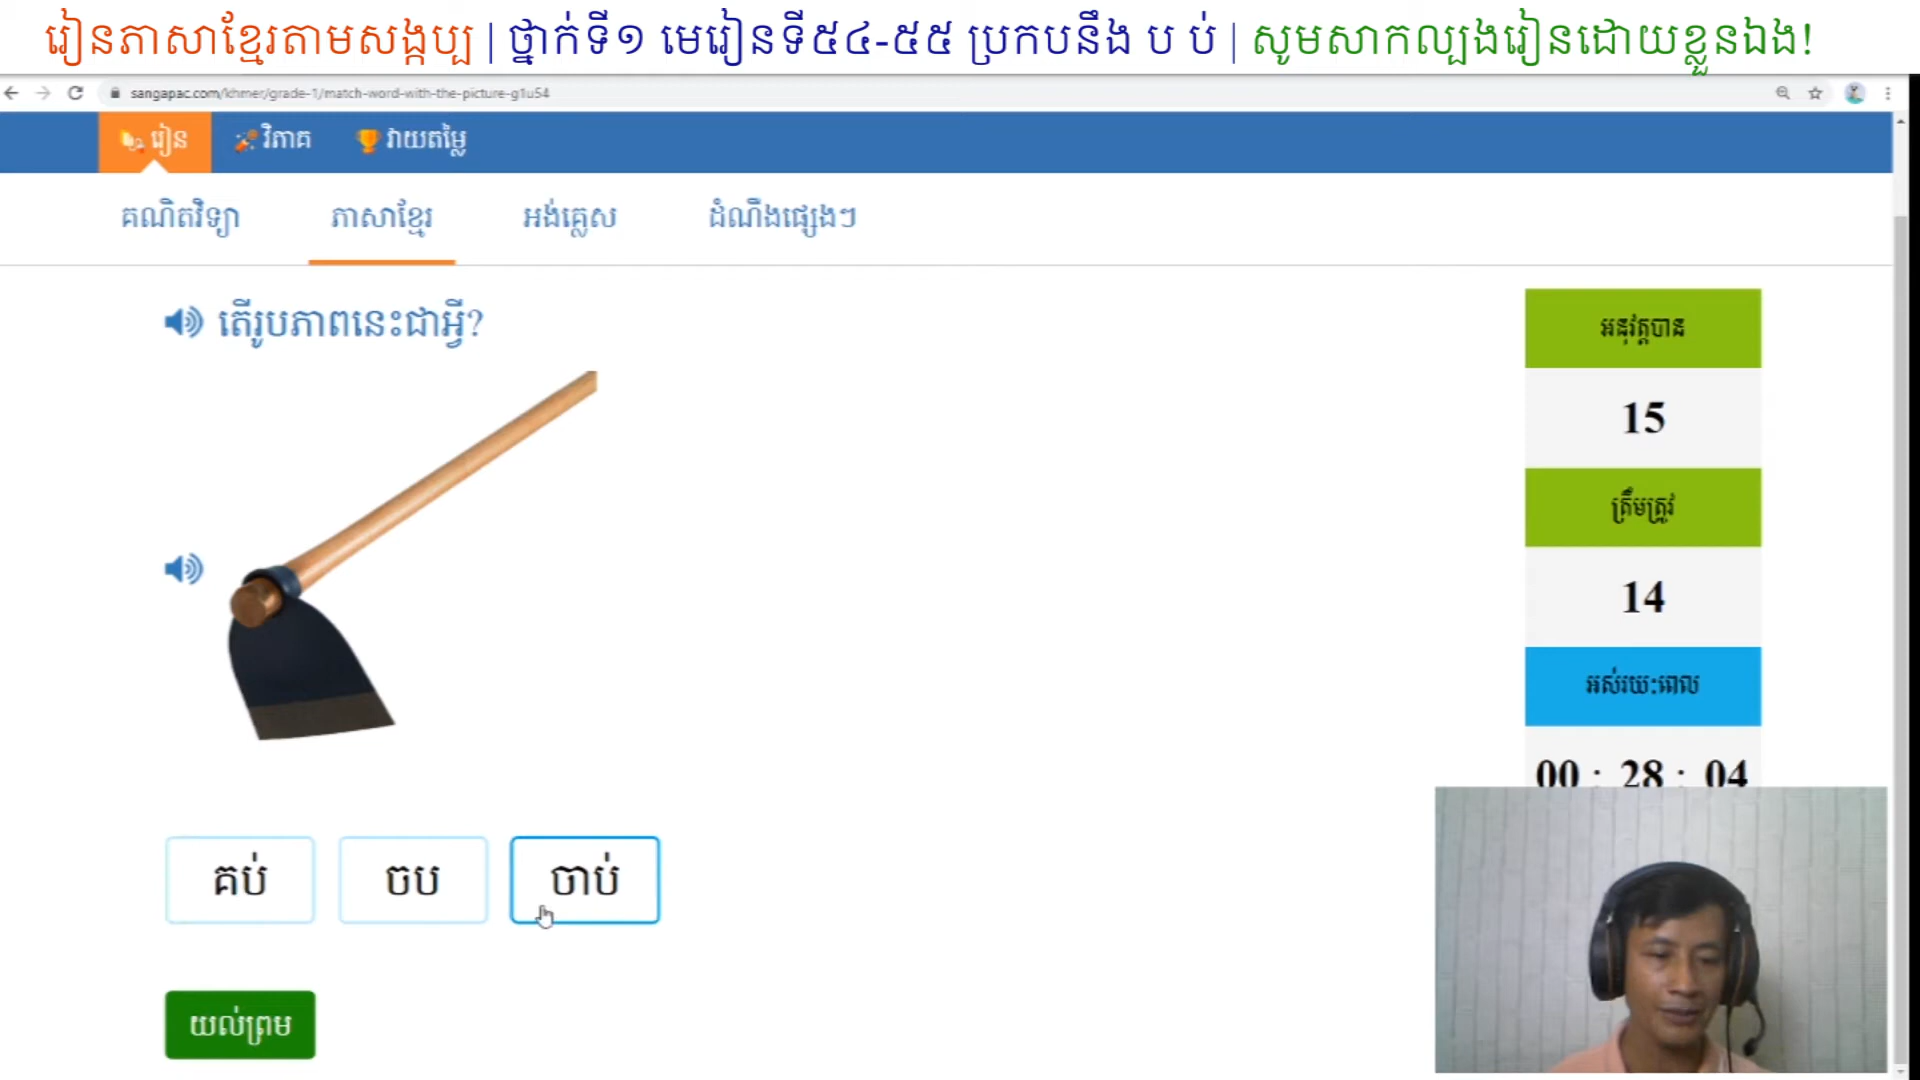 រៀនភាសាខ្មែរតាមសង្កប្ប | ថ្នាក់ទី១ មេរៀនទី៥៤-៥៥ ប្រកបនឹង ប ប់ | សូមសាកល្បងរៀនដោយខ្លួនឯង!
sangapac.com/khmer/grade-1/match-word-with-the-picture-g1u54
រៀន វិភាគ វាយតម្លៃ
គណិតវិទ្យា ភាសាខ្មែរ អង់គ្លេស ដំណឹងផ្សេងៗ
តើរូបភាពនេះជាអ្វី?
អនុវត្តបាន
15
ត្រឹមត្រូវ
14
អស់រយៈពេល
00 : 28 : 04
គប់ ចប ចាប់
យល់ព្រម